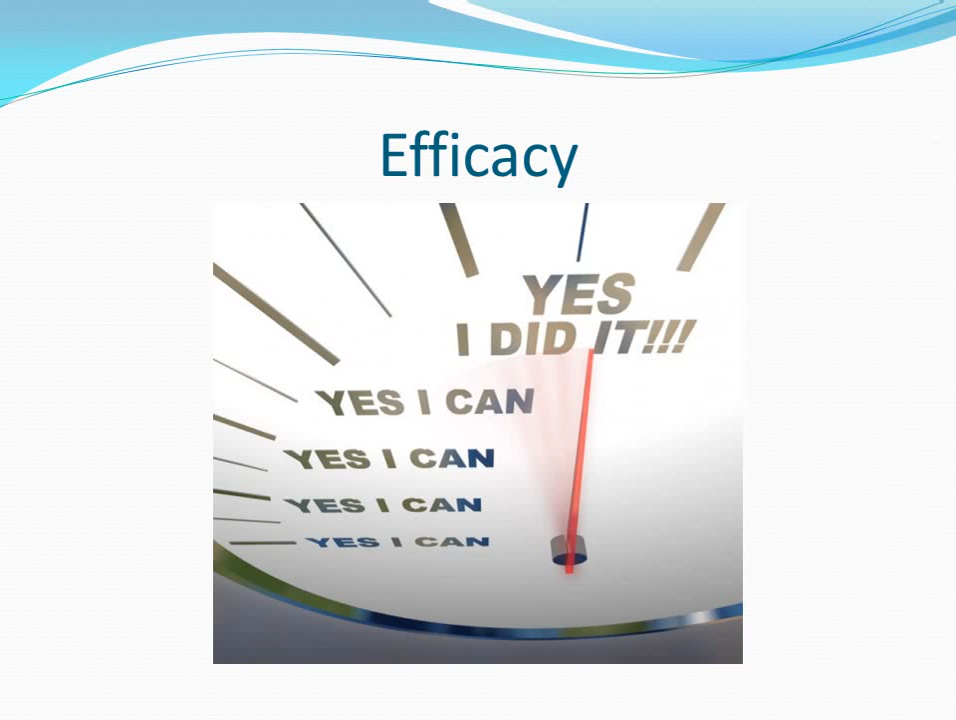 Efficacy
YES
I DID IT!!!
YES I CAN
YES I CAN
YES I CAN
YES I CAN